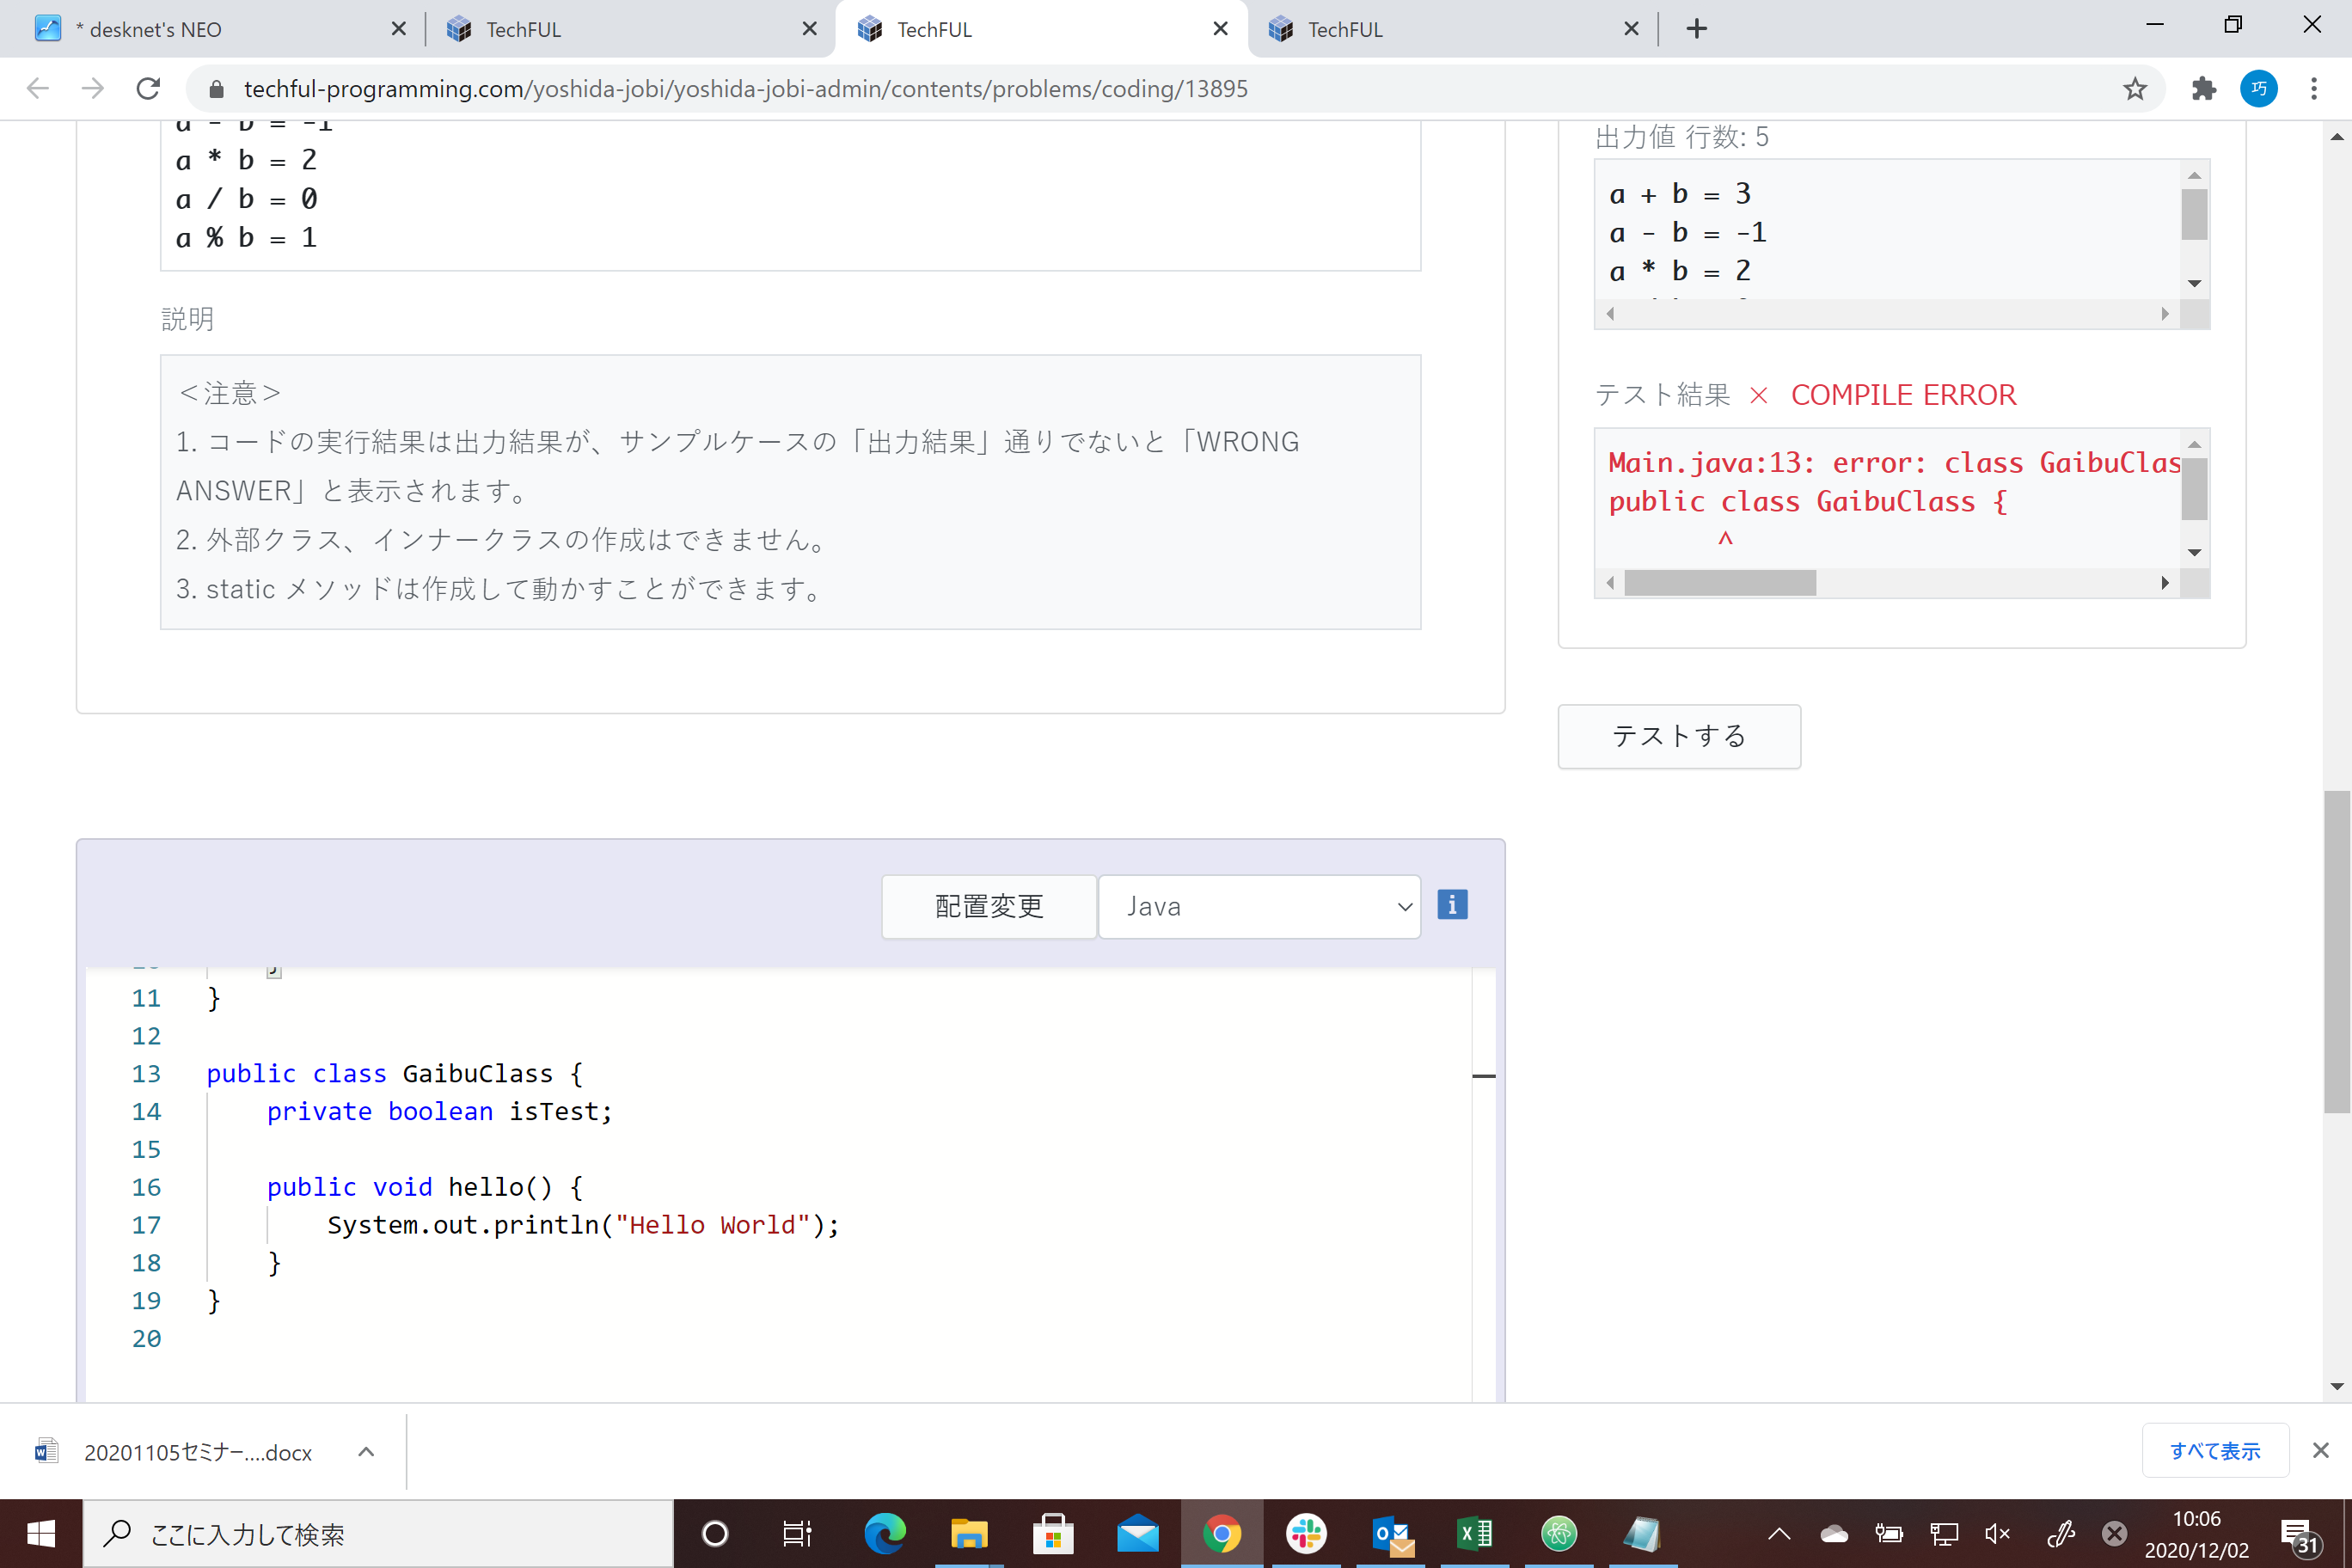 * desknet's NEO
TechFUL
TechFUL
TechFUL
techful-programming.com/yoshida-jobi/yoshida-jobi-admin/contents/problems/coding/13895
巧
a - b = -1
a * b = 2
a / b = 0
a % b = 1
説明
＜注意＞
1. コードの実行結果は出力結果が、サンプルケースの「出力結果」通りでないと「WRONG
ANSWER」と表示されます。
2. 外部クラス、インナークラスの作成はできません。
3. static メソッドは作成して動かすことができます。
出力値 行数: 5
a + b = 3
a - b = -1
a * b = 2
テスト結果 × COMPILE ERROR
Main.java:13: error: class GaibuClas
public class GaibuClass {
^
テストする
配置変更
Java
i
11 }
12
13 public class GaibuClass {
14 private boolean isTest;
15
16 public void hello() {
17 System.out.println("Hello World");
18 }
19 }
20
20201105セミナー....docx
すべて表示
ここに入力して検索
10:06
2020/12/02
31